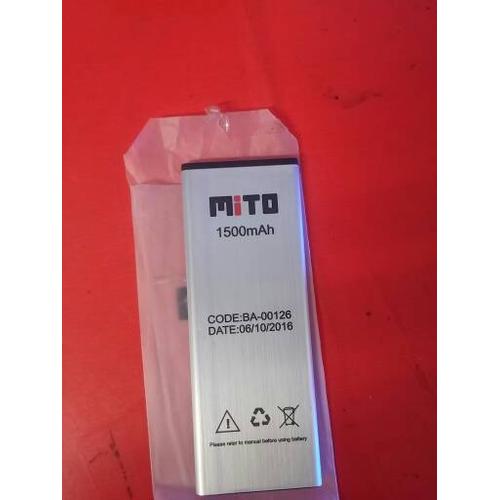 MiTO
1500mAh
CODE:BA-00126
DATE:06/10/2016
Please refer to manual before using battery